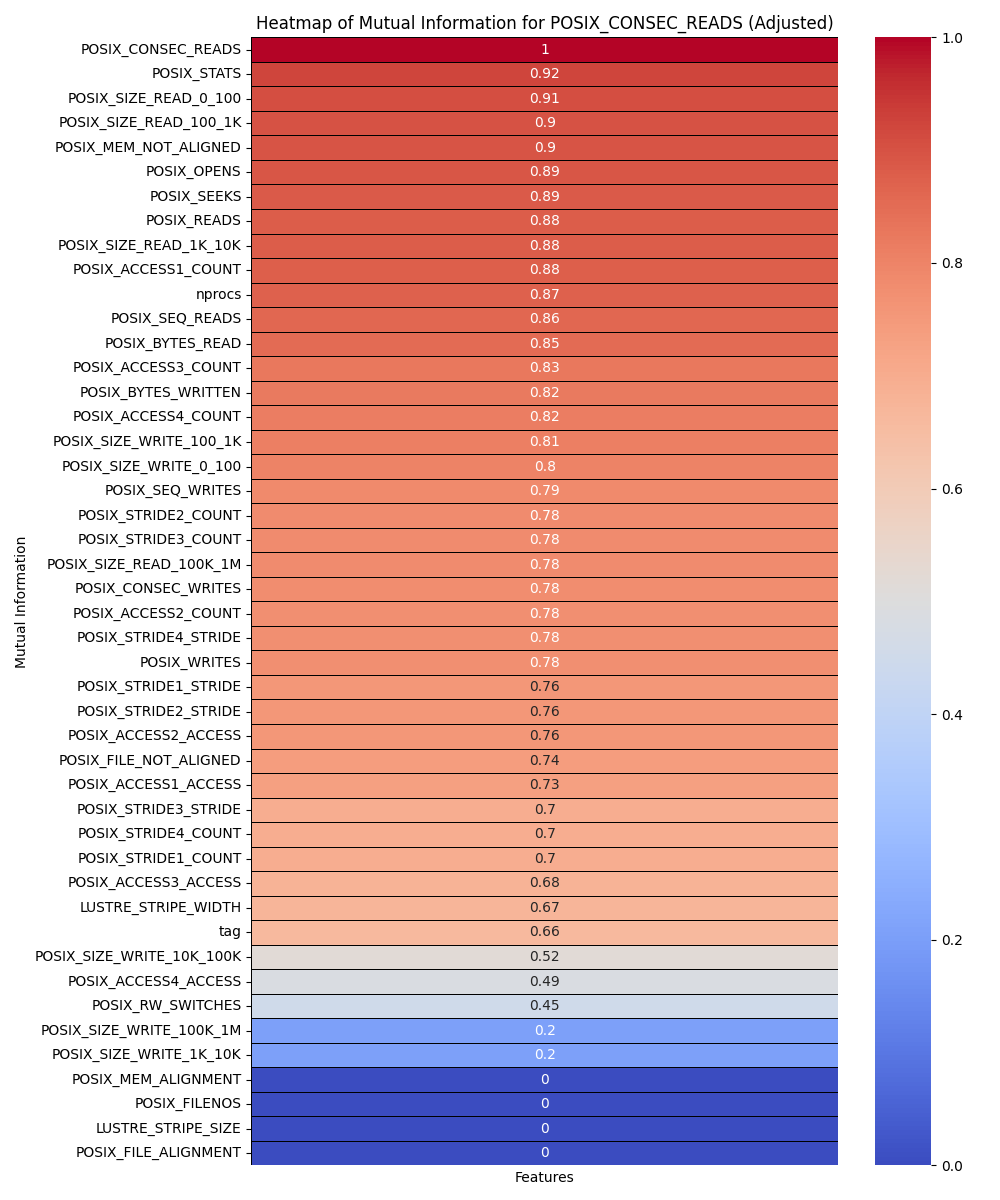 Heatmap of Mutual Information for POSIX_CONSEC_READS (Adjusted)
POSIX_CONSEC_READS 1
POSIX_STATS 0.92
POSIX_SIZE_READ_0_100 0.91
POSIX_SIZE_READ_100_1K 0.9
POSIX_MEM_NOT_ALIGNED 0.9
POSIX_OPENS 0.89
POSIX_SEEKS 0.89
POSIX_READS 0.88
POSIX_SIZE_READ_1K_10K 0.88
POSIX_ACCESS1_COUNT 0.88
nprocs 0.87
POSIX_SEQ_READS 0.86
POSIX_BYTES_READ 0.85
POSIX_ACCESS3_COUNT 0.83
POSIX_BYTES_WRITTEN 0.82
POSIX_ACCESS4_COUNT 0.82
POSIX_SIZE_WRITE_100_1K 0.81
POSIX_SIZE_WRITE_0_100 0.8
POSIX_SEQ_WRITES 0.79
POSIX_STRIDE2_COUNT 0.78
POSIX_STRIDE3_COUNT 0.78
POSIX_SIZE_READ_100K_1M 0.78
POSIX_CONSEC_WRITES 0.78
POSIX_ACCESS2_COUNT 0.78
POSIX_STRIDE4_STRIDE 0.78
POSIX_WRITES 0.78
POSIX_STRIDE1_STRIDE 0.76
POSIX_STRIDE2_STRIDE 0.76
POSIX_ACCESS2_ACCESS 0.76
POSIX_FILE_NOT_ALIGNED 0.74
POSIX_ACCESS1_ACCESS 0.73
POSIX_STRIDE3_STRIDE 0.7
POSIX_STRIDE4_COUNT 0.7
POSIX_STRIDE1_COUNT 0.7
POSIX_ACCESS3_ACCESS 0.68
LUSTRE_STRIPE_WIDTH 0.67
tag 0.66
POSIX_SIZE_WRITE_10K_100K 0.52
POSIX_ACCESS4_ACCESS 0.49
POSIX_RW_SWITCHES 0.45
POSIX_SIZE_WRITE_100K_1M 0.2
POSIX_SIZE_WRITE_1K_10K 0.2
POSIX_MEM_ALIGNMENT 0
POSIX_FILENOS 0
LUSTRE_STRIPE_SIZE 0
POSIX_FILE_ALIGNMENT 0
Mutual Information
Features
1.0
0.8
0.6
0.4
0.2
0.0